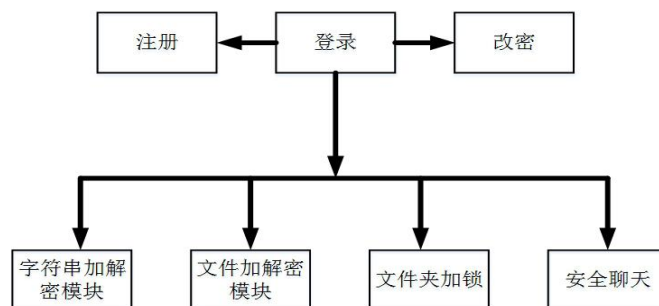 注册
登录
改密
字符串加解
密模块
文件加解密
模块
文件夹加锁
安全聊天